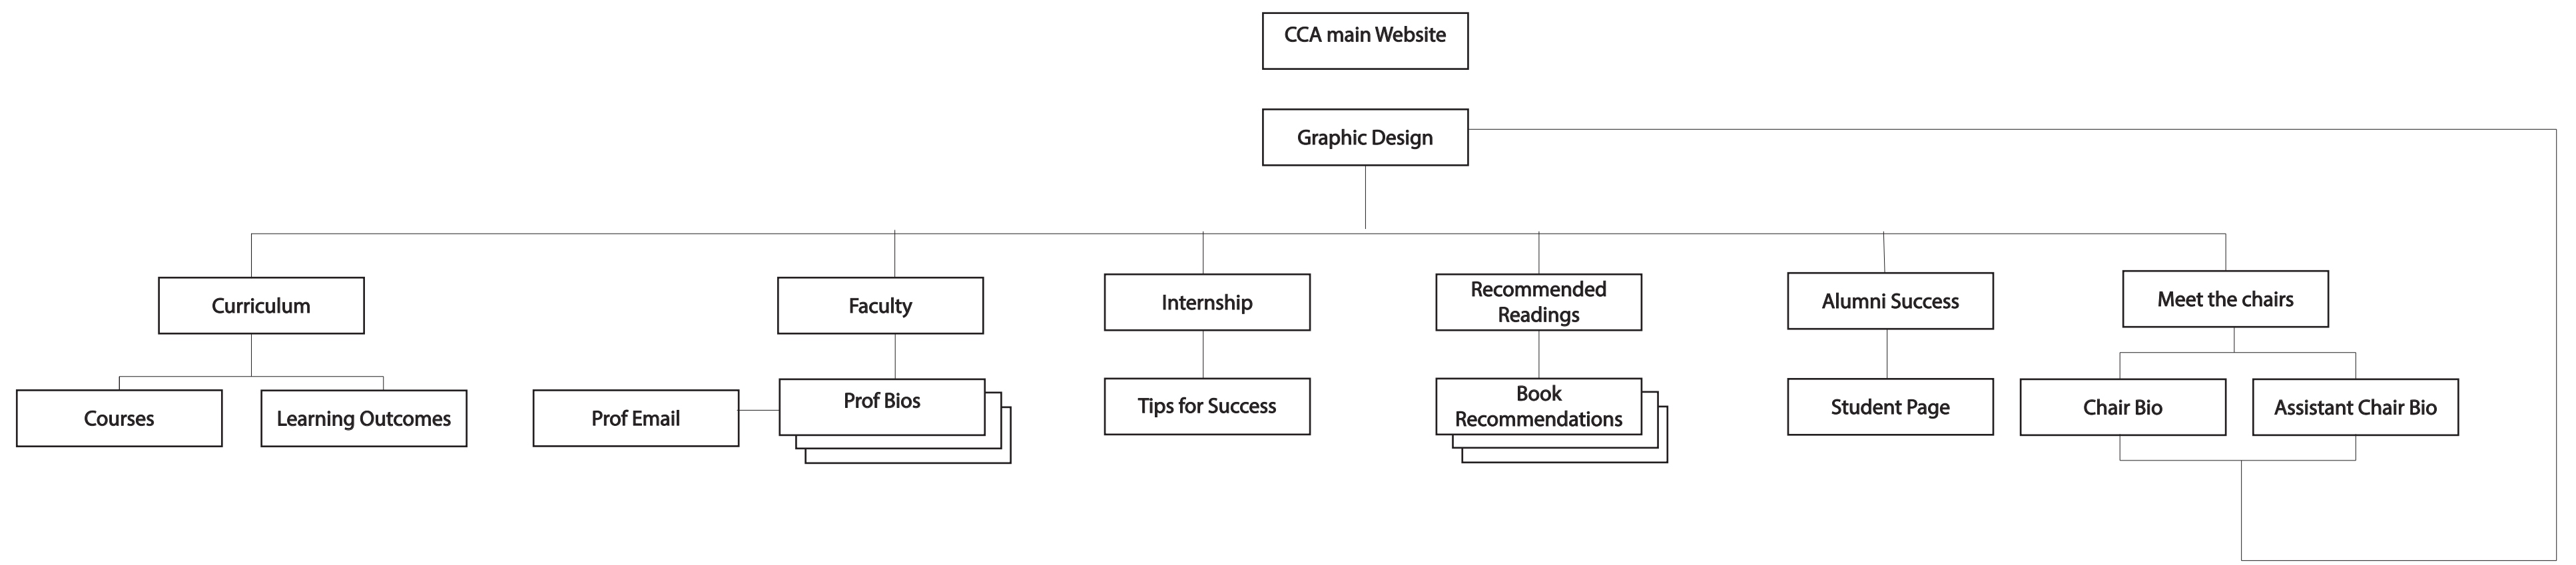 CCA main Website
Graphic Design
Curriculum
Faculty
Internship
Recommended
Readings
Alumni Success
Meet the chairs
Courses
Learning Outcomes
Prof Email
Prof Bios
Tips for Success
Book
Recommendations
Student Page
Chair Bio
Assistant Chair Bio